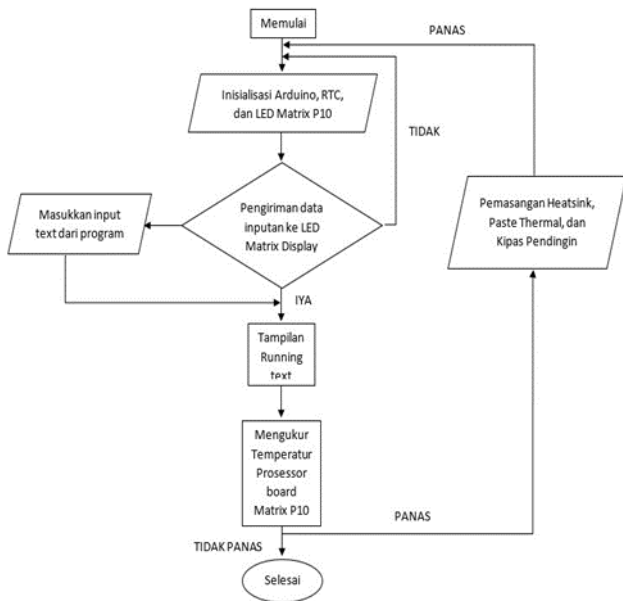 Memulai
PANAS
Inisialisasi Arduino, RTC,
dan LED Matrix P10
TIDAK
Masukkan input
text dari program
Pengiriman data
inputan ke LED
Matrix Display
Pemasangan Heatsink,
Paste Thermal, dan
Kipas Pendingin
IYA
Tampilan
Running
text
Mengukur
Temperatur
Prosessor
board
Matrix P10
PANAS
TIDAK PANAS
Selesai